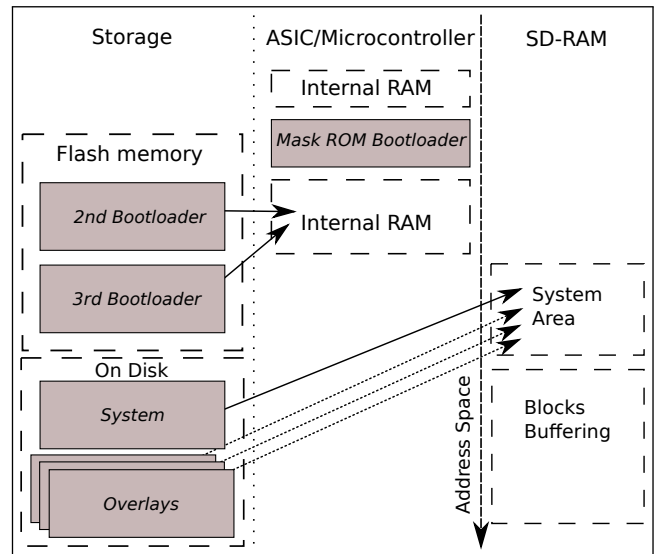 Storage
ASIC/Microcontroller
SD-RAM
Internal RAM
Mask ROM Bootloader
Flash memory
2nd Bootloader
Internal RAM
3rd Bootloader
System
Area
On Disk
System
Blocks
Buffering
Overlays
Address Space